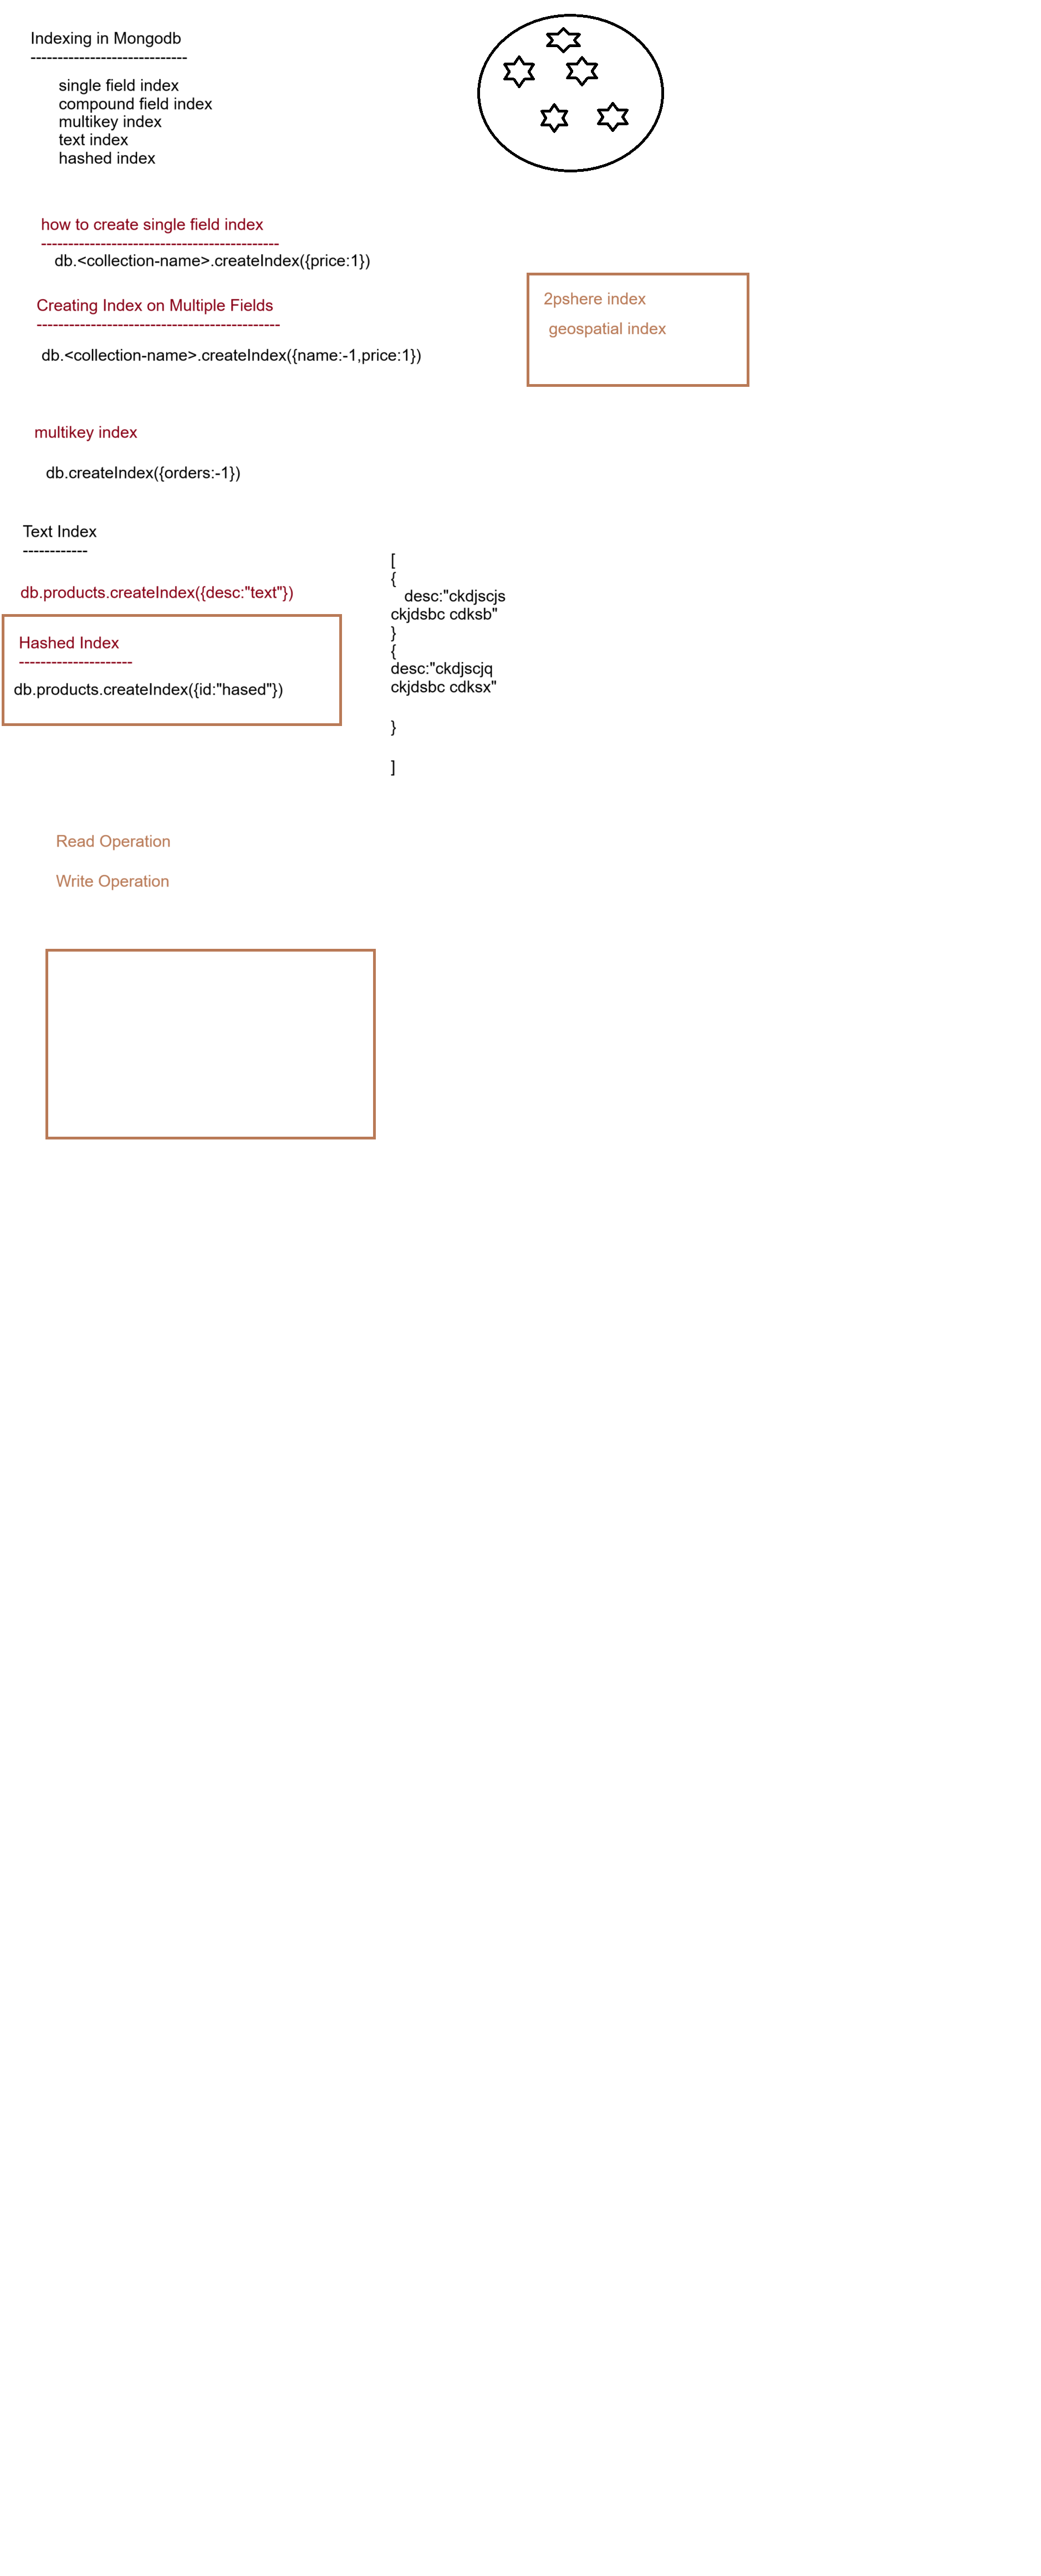 Indexing in Mongodb
-----------------------------
single field index
compound field index
multikey index
text index
hashed index
how to create single field index
--------------------------------------------
db.<collection-name>.createIndex({price:1})
Creating Index on Multiple Fields
---------------------------------------------
db.<collection-name>.createIndex({name:-1,price:1})
2pshere index
geospatial index
multikey index
db.createIndex({orders:-1})
Text Index
------------
db.products.createIndex({desc:"text"})
Hashed Index
---------------------
db.products.createIndex({id:"hased"})
[
{
desc:"ckdjscjs
ckjdsbc cdksb"
}
{
desc:"ckdjscjq
ckjdsbc cdksx"
}
]
Read Operation
Write Operation